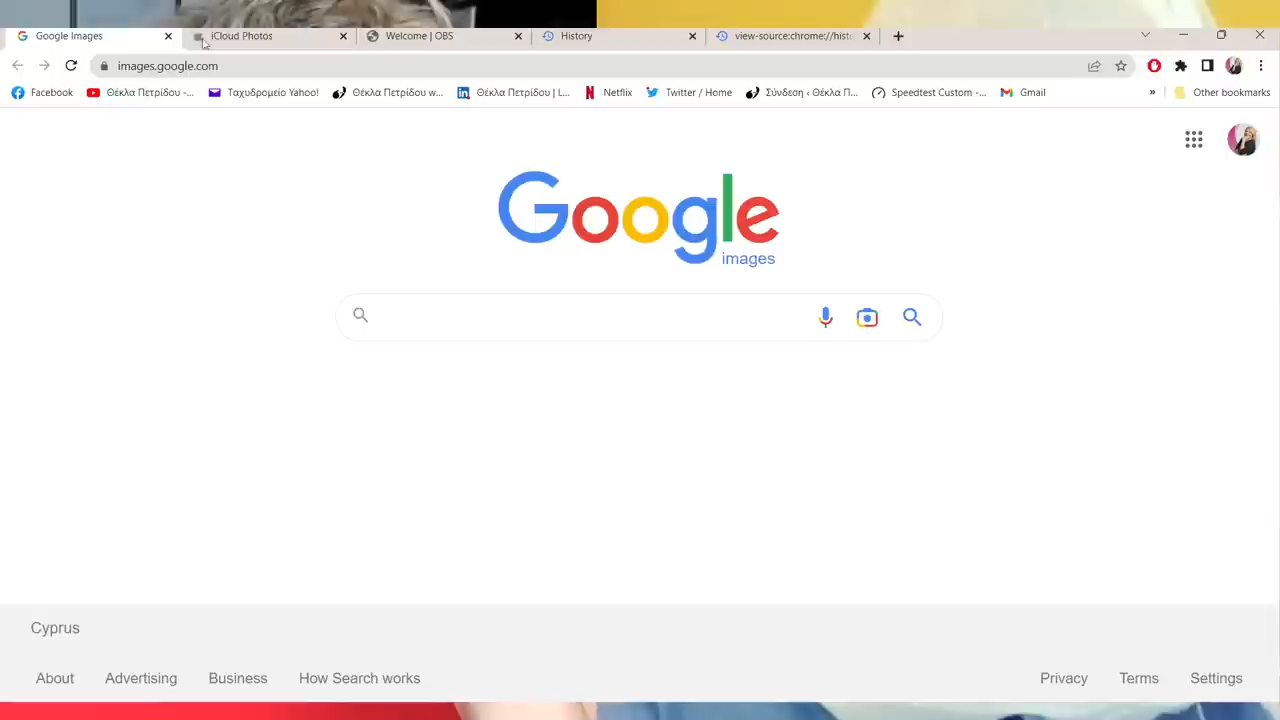 Google Images
iCloud Photos
Welcome | OBS
History
view-source:chrome://histo
images.google.com
Facebook
Θέκλα Πετρίδου -...
Ταχυδρομείο Yahoo!
Θέκλα Πετρίδου w...
Θέκλα Πετρίδου | L...
Netflix
Twitter / Home
Σύνδεση ‹ Θέκλα Π...
Speedtest Custom -...
Gmail
»
Other bookmarks
Google
images
Cyprus
About
Advertising
Business
How Search works
Privacy
Terms
Settings